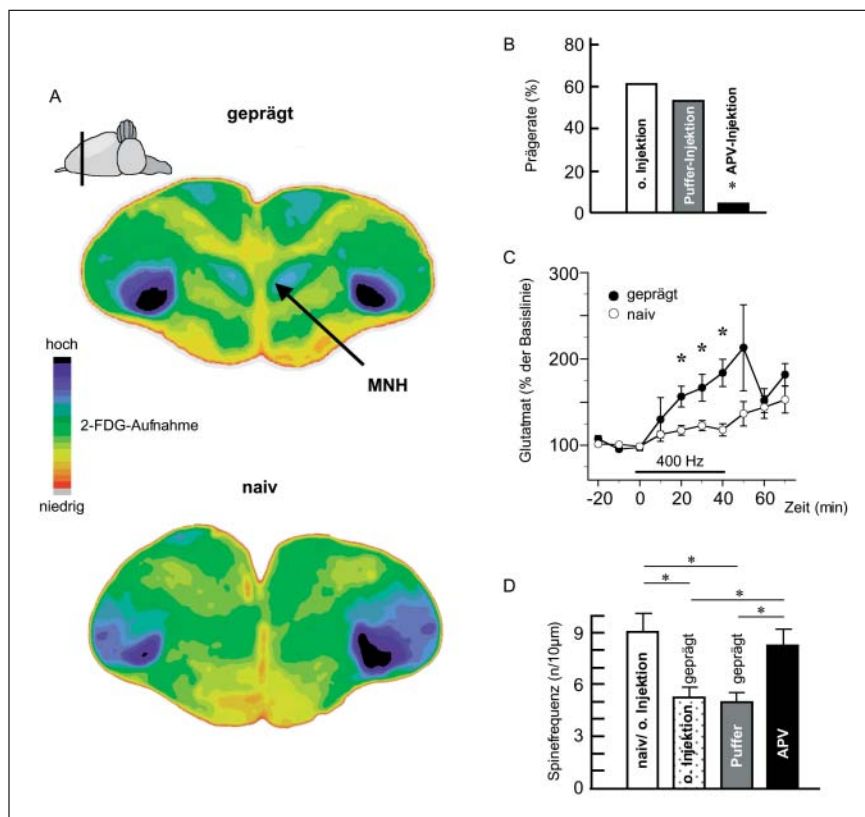 A
geprägt
MNH
hoch
2-FDG-Aufnahme
niedrig
naiv
B
Prägerate (%)
80
60
40
20
0
o. Injektion
Puffer-Injektion
* APV-Injektion
C
Glutatmat (% der Basislinie)
300
200
150
100
geprägt
naiv
* * *
400 Hz
-20 0 20 40 60
Zeit (min)
D
Spinefrequenz (n/10µm)
9
6
3
0
*
*
*
*
naiv/ o. Injektion
o. Injektion
geprägt
Puffer
geprägt
APV